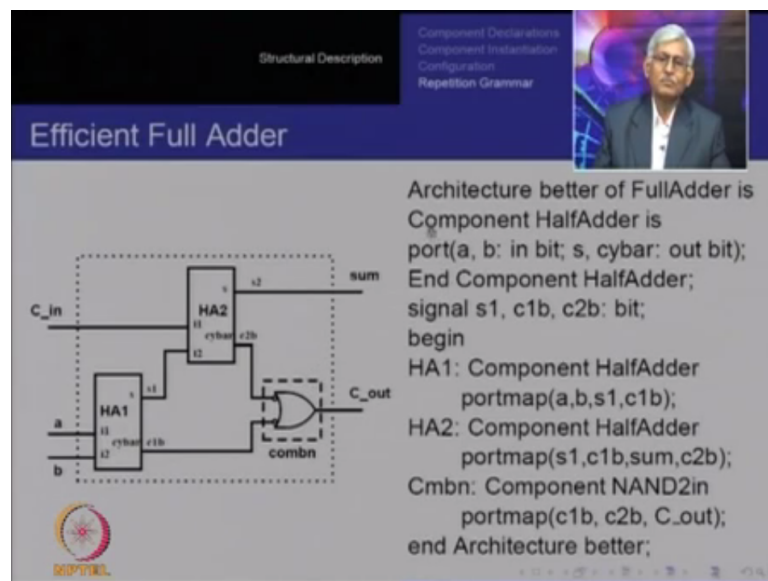 Structural Description
Component Declarations
Component Instantiation
Configuration
Repetition Grammar
Efficient Full Adder
C_in
a
b
HA1
i1
i2
s
cybar
s1
c1b
HA2
i1
i2
s
cybar
s2
c2b
sum
C_out
combn
NPTEL
Architecture better of FullAdder is
Component HalfAdder is
port(a, b: in bit; s, cybar: out bit);
End Component HalfAdder;
signal s1, c1b, c2b: bit;
begin
HA1: Component HalfAdder
portmap(a,b,s1,c1b);
HA2: Component HalfAdder
portmap(s1,c1b,sum,c2b);
Cmbn: Component NAND2in
portmap(c1b, c2b, C_out);
end Architecture better;